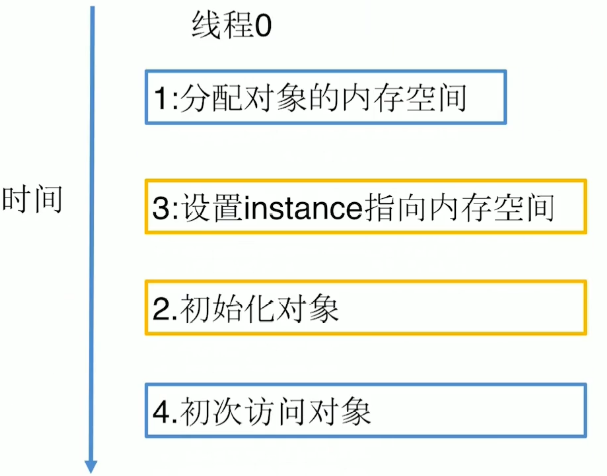 线程0
1:分配对象的内存空间
时间
3:设置instance指向内存空间
2.初始化对象
4.初次访问对象